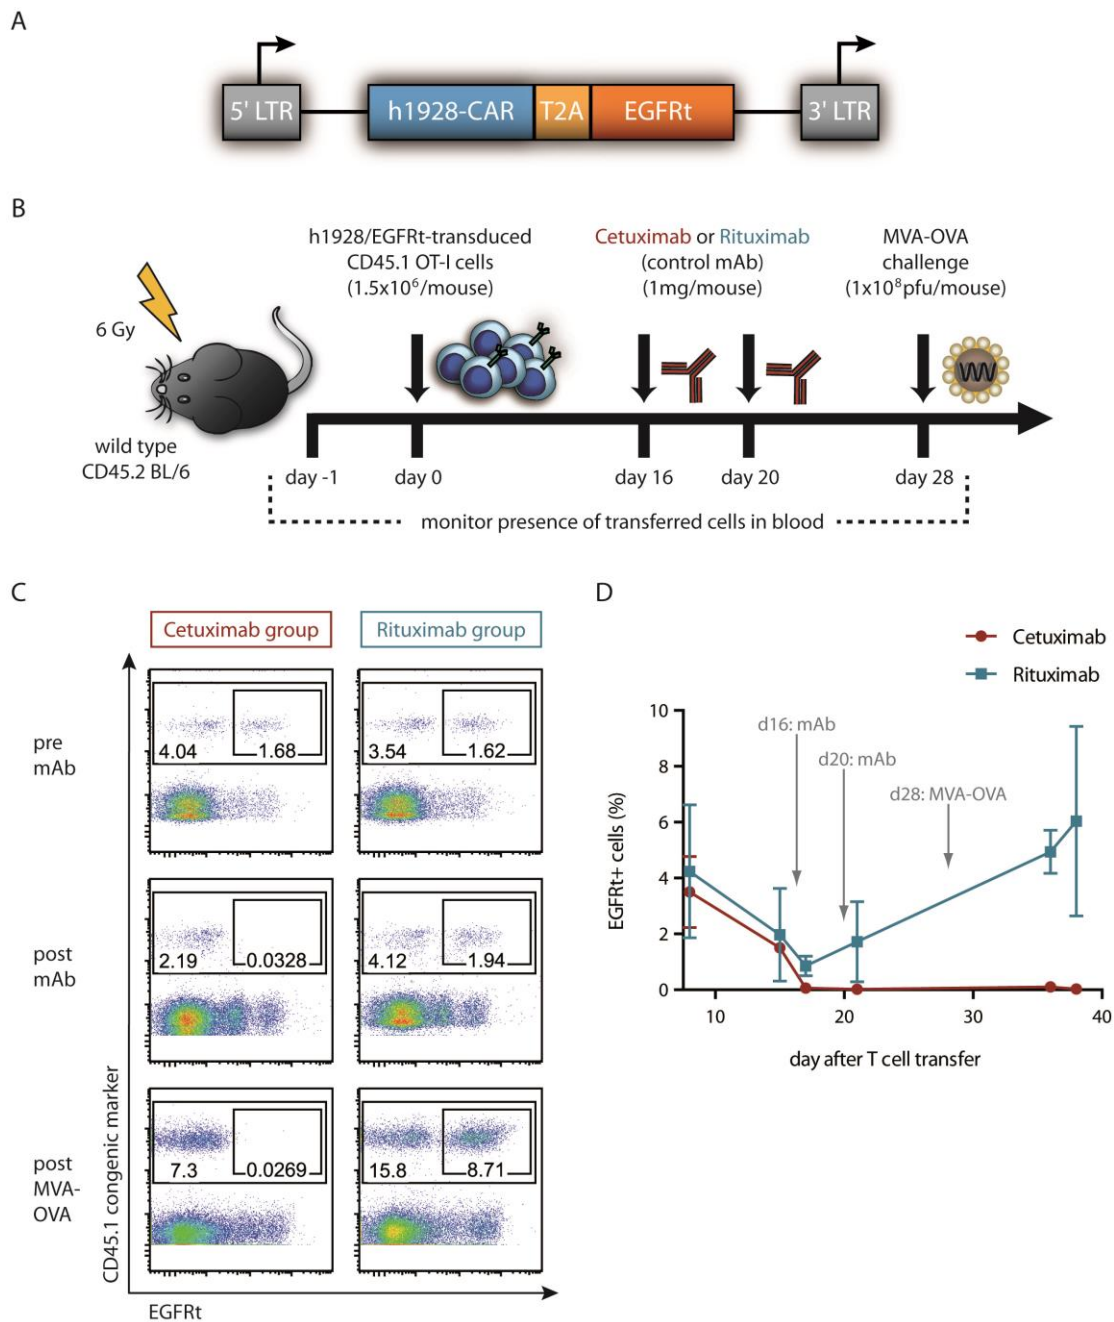 A
5' LTR
h1928-CAR
T2A
EGFRt
3' LTR
B
6 Gy
wild type
CD45.2 BL/6
h1928/EGFRt-transduced
CD45.1 OT-I cells
(1.5x10⁶/mouse)
Cetuximab or Rituximab
(control mAb)
(1mg/mouse)
MVA-OVA
challenge
(1x10⁸pfu/mouse)
day -1
day 0
day 16
day 20
day 28
monitor presence of transferred cells in blood
C
Cetuximab group
Rituximab group
pre
mAb
4.04
1.68
3.54
1.62
post
mAb
2.19
0.0328
4.12
1.94
post
MVA-
OVA
7.3
0.0269
15.8
8.71
CD45.1 congenic marker
EGFRt
D
Cetuximab
Rituximab
d16: mAb
d20: mAb
d28: MVA-OVA
EGFRt+ cells (%)
10
8
6
4
2
0
10
20
30
40
day after T cell transfer